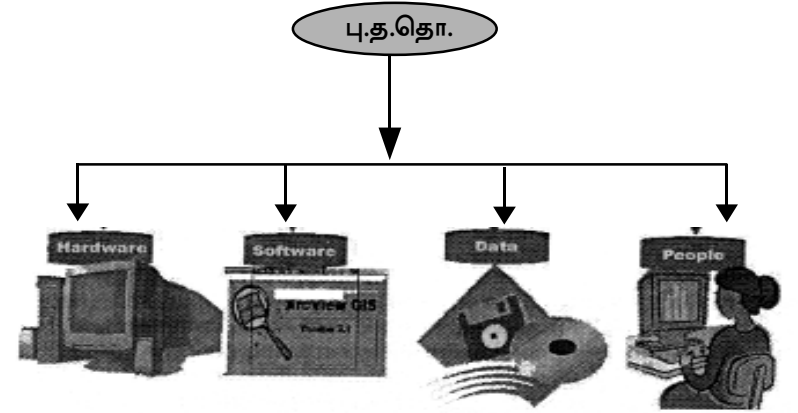 பு.த.தொ.
Hardware
Software
Data
People
ArcView GIS